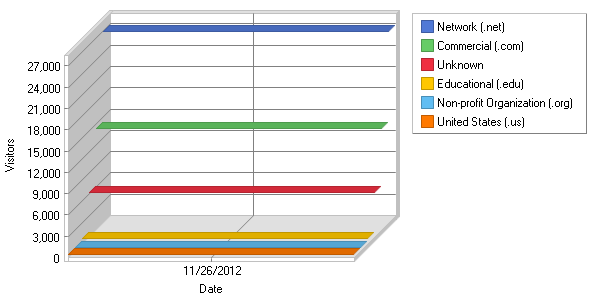 27,000
24,000
21,000
18,000
15,000
12,000
9,000
6,000
3,000
0
Visitors
11/26/2012
Date
Network (.net)
Commercial (.com)
Unknown
Educational (.edu)
Non-profit Organization (.org)
United States (.us)